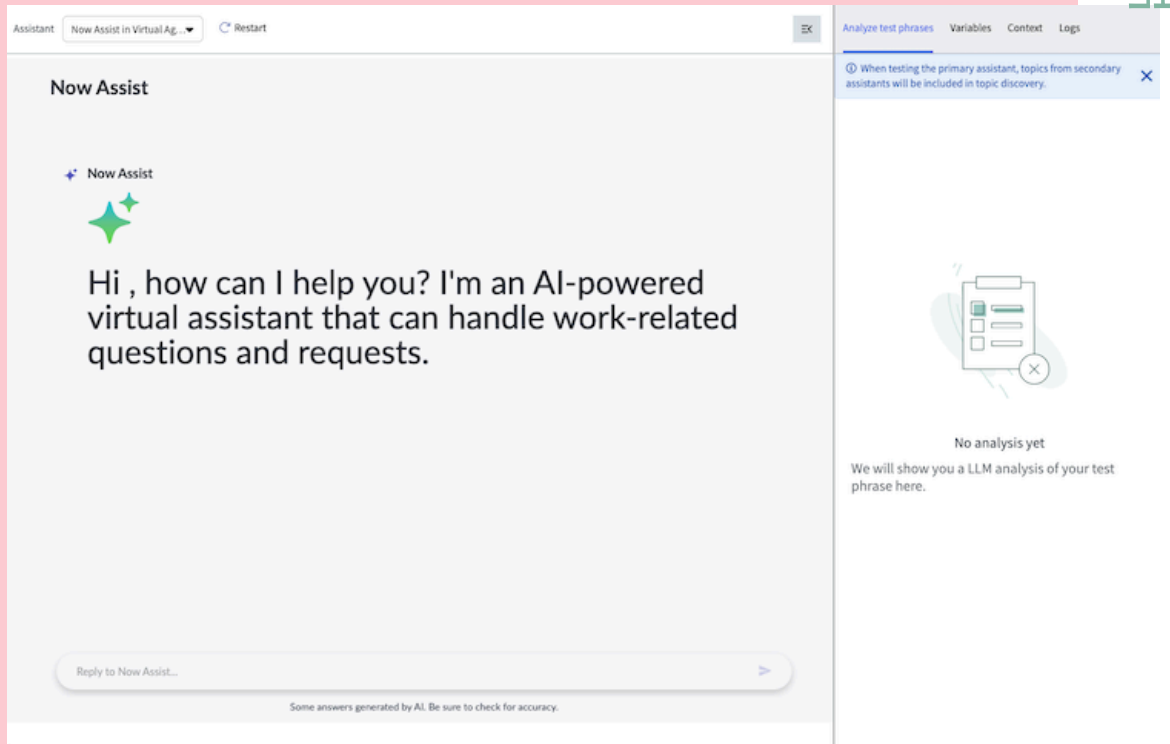 Assistant
Now Assist in Virtual Ag...
Restart
Now Assist
Now Assist
Hi , how can I help you? I'm an AI-powered
virtual assistant that can handle work-related
questions and requests.
Reply to Now Assist...
Some answers generated by AI. Be sure to check for accuracy.
Analyze test phrases Variables Context Logs
When testing the primary assistant, topics from secondary
assistants will be included in topic discovery.
No analysis yet
We will show you a LLM analysis of your test
phrase here.